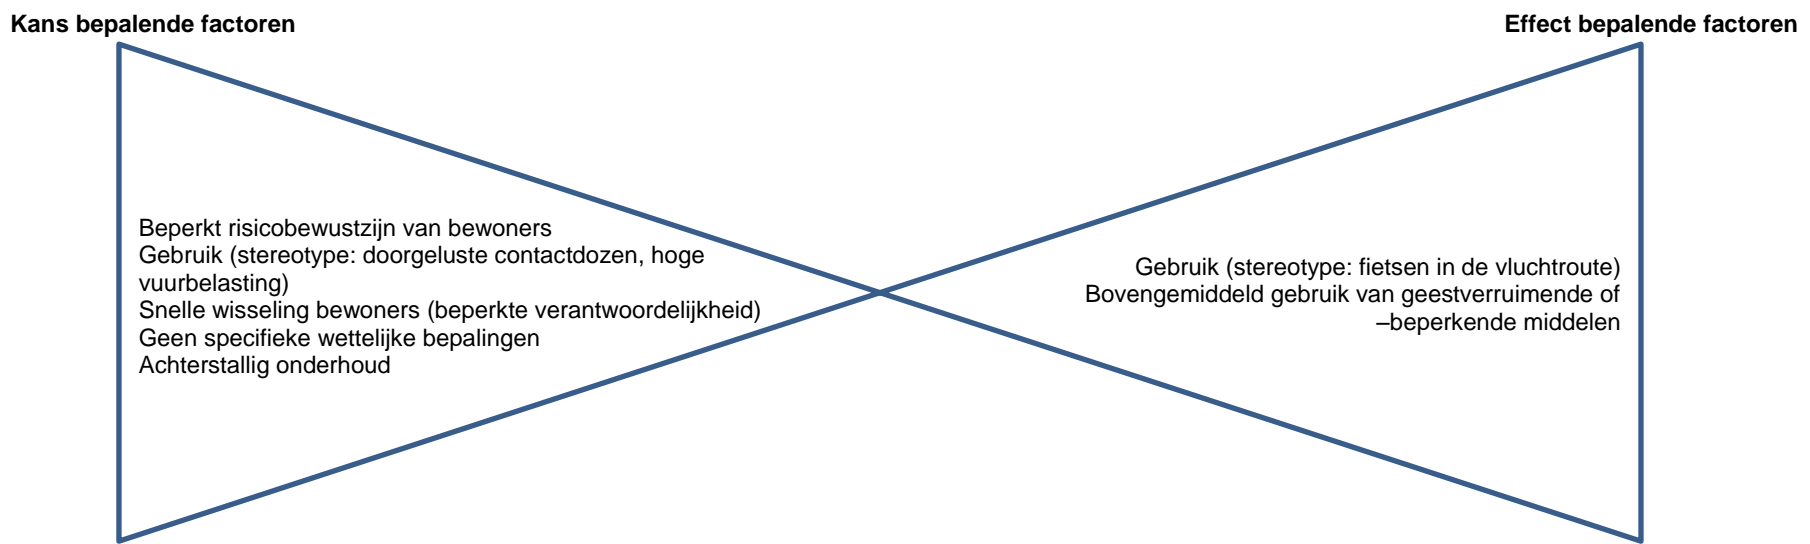 Kans bepalende factoren
Effect bepalende factoren
Beperkt risicobewustzijn van bewoners
Gebruik (stereotype: doorgeluste contactdozen, hoge
vuurbelasting)
Snelle wisseling bewoners (beperkte verantwoordelijkheid)
Geen specifieke wettelijke bepalingen
Achterstallig onderhoud
Gebruik (stereotype: fietsen in de vluchtroute)
Bovengemiddeld gebruik van geestverruimende of
–beperkende middelen